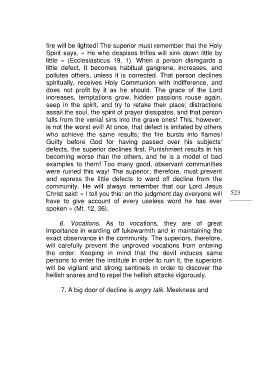 fire will be lighted! The superior must remember that the Holy
Spirit says, « He who despises trifles will sink down little by
little » (Ecclesiasticus 19, 1). When a person disregards a
little defect, it becomes habitual gangrene, increases, and
pollutes others, unless it is corrected. That person declines
spiritually, receives Holy Communion with indifference, and
does not profit by it as he should. The grace of the Lord
increases, temptations grow, hidden passions rouse again,
seep in the spirit, and try to retake their place; distractions
assail the soul, the spirit of prayer dissipates, and that person
falls from the venial sins into the grave ones! This, however,
is not the worst evil! At once, that defect is imitated by others
who achieve the same results; the fire bursts into flames!
Guilty before God for having passed over his subjects'
defects, the superior declines first. Punishment results in his
becoming worse than the others, and he is a model of bad
examples to them! Too many good, observant communities
were ruined this way! The superior, therefore, must prevent
and repress the little defects to ward off decline from the
community. He will always remember that our Lord Jesus
Christ said: « I tell you this: on the judgment day everyone will
have to give account of every useless word he has ever
spoken » (Mt. 12, 36).
523
6. Vocations. As to vocations, they are of great
importance in warding off lukewarmth and in maintaining the
exact observance in the community. The superiors, therefore,
will carefully prevent the unproved vocations from entering
the order. Keeping in mind that the devil induces some
persons to enter the institute in order to ruin it, the superiors
will be vigilant and strong sentinels in order to discover the
hellish snares and to repel the hellish attacks vigorously.
7. A big door of decline is angry talk. Meekness and